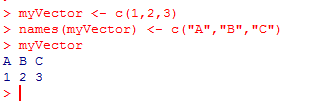 > myVector <- c(1,2,3)
> names(myVector) <- c("A","B","C")
> myVector
A B C
1 2 3
>